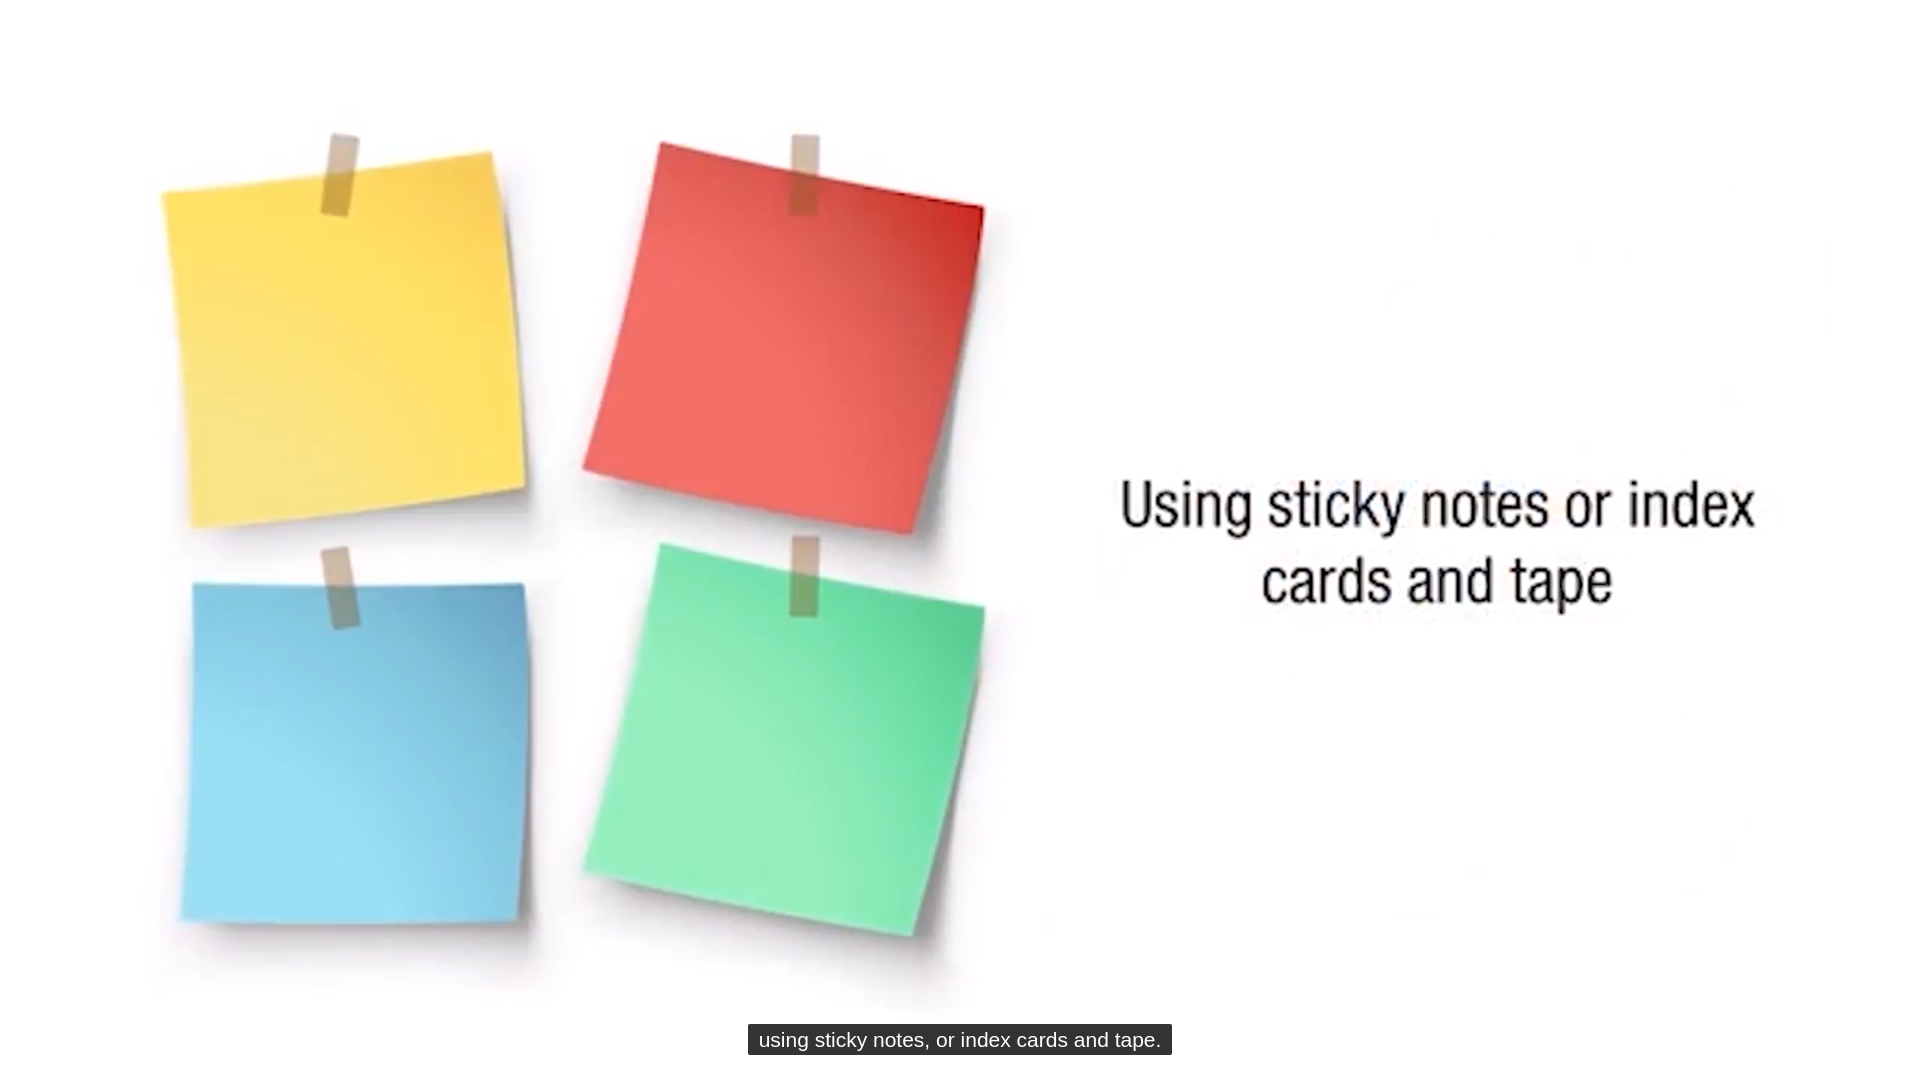 Using sticky notes or index
cards and tape
using sticky notes, or index cards and tape.